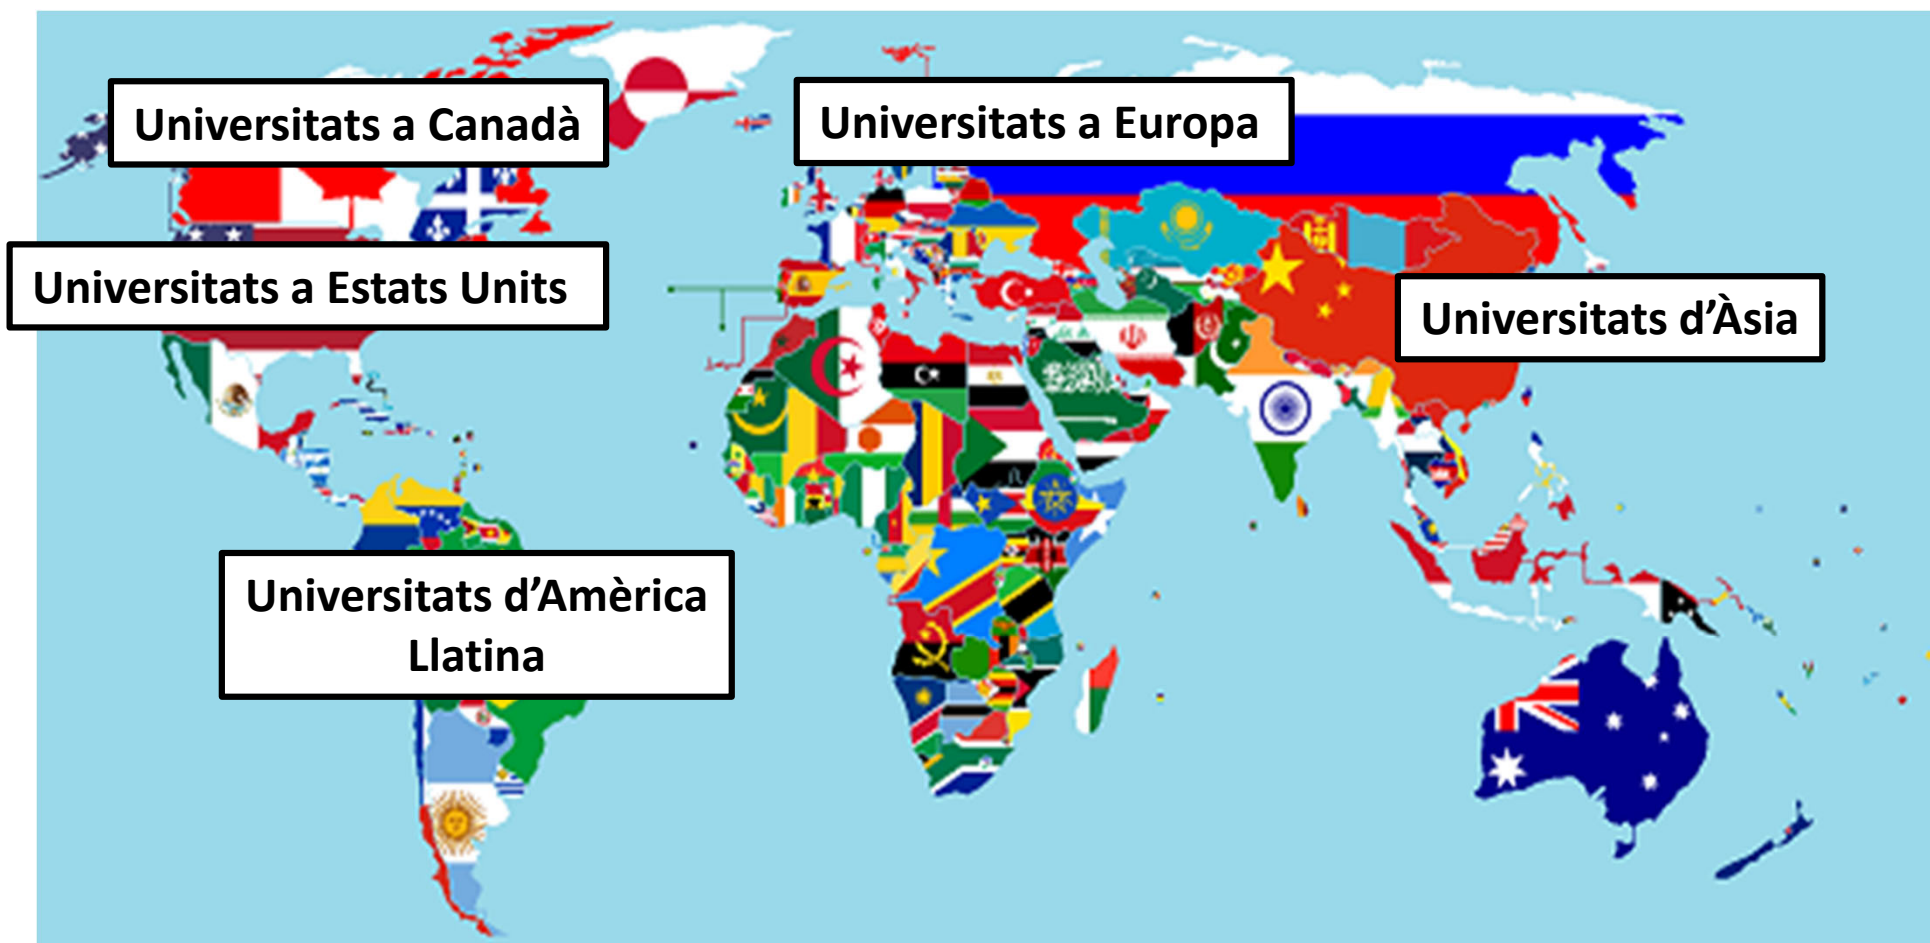 Universitats a Canadà
Universitats a Europa
Universitats a Estats Units
Universitats d’Àsia
Universitats d’Amèrica
Llatina